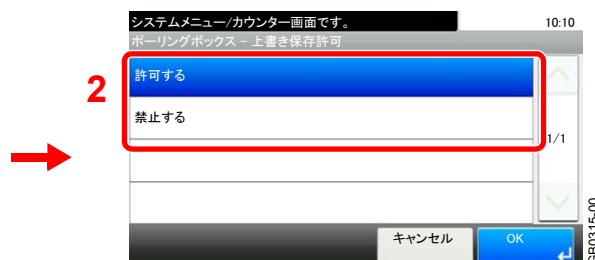 システムメニュー/カウンター画面です。 10:10
ポーリングボックス - 上書き保存許可
2
許可する
禁止する
1/1
キャンセル OK
GB0315-00